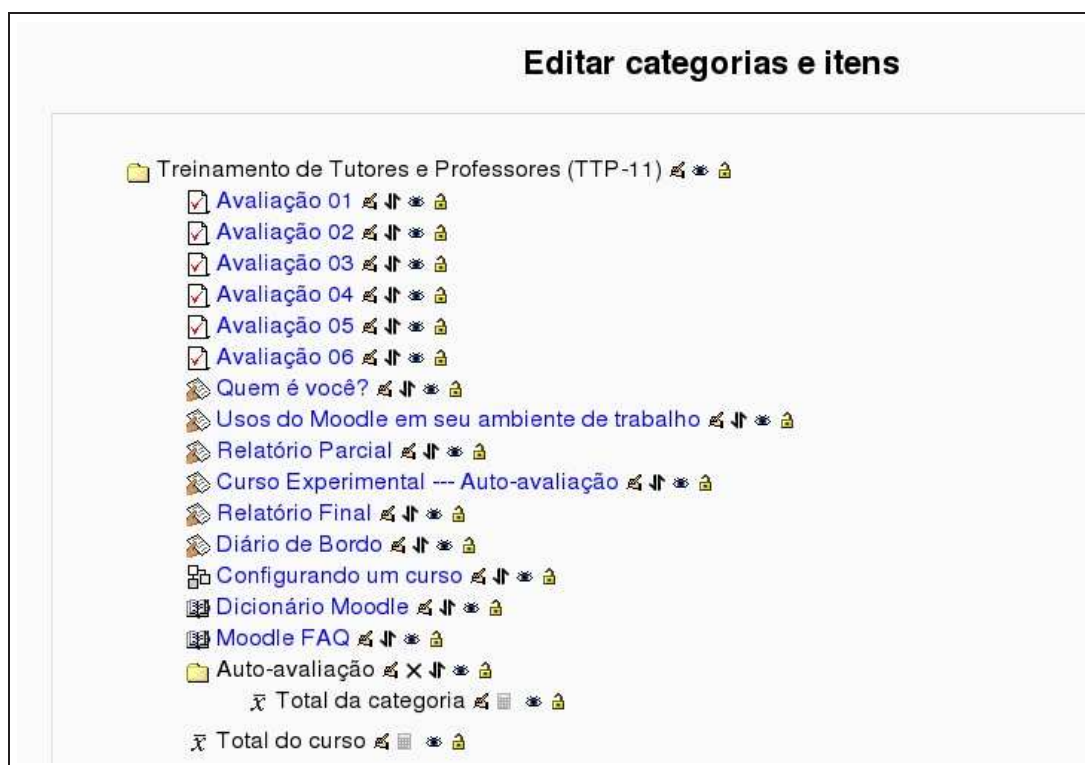 Editar categorias e itens
Treinamento de Tutores e Professores (TTP-11)
Avaliação 01
Avaliação 02
Avaliação 03
Avaliação 04
Avaliação 05
Avaliação 06
Quem é você?
Usos do Moodle em seu ambiente de trabalho
Relatório Parcial
Curso Experimental --- Auto-avaliação
Relatório Final
Diário de Bordo
Configurando um curso
Dicionário Moodle
Moodle FAQ
Auto-avaliação
x̅ Total da categoria
x̅ Total do curso